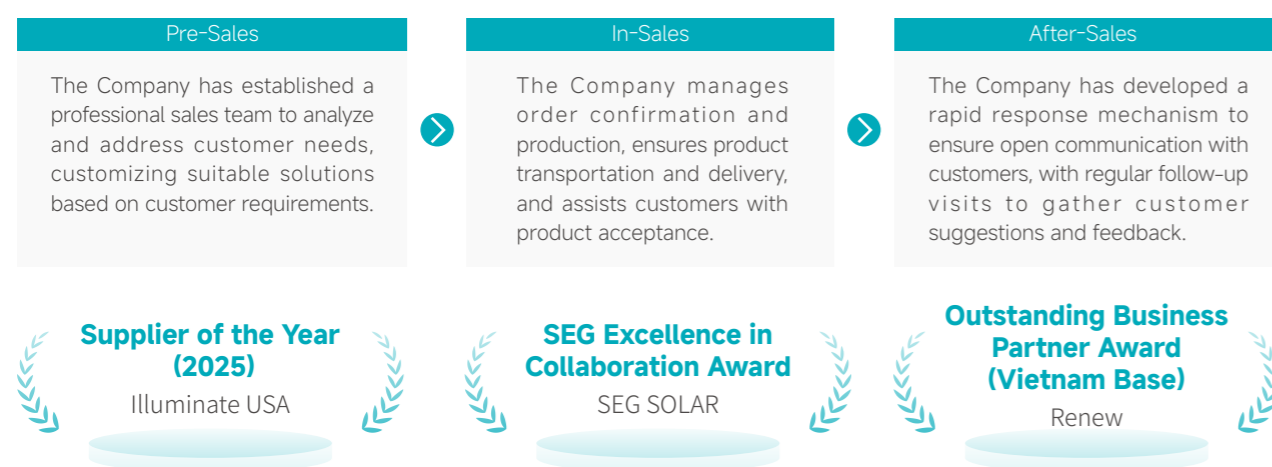 Pre-Sales
The Company has established a
professional sales team to analyze
and address customer needs,
customizing suitable solutions
based on customer requirements.
In-Sales
The Company manages
order confirmation and
production, ensures product
transportation and delivery,
and assists customers with
product acceptance.
After-Sales
The Company has developed a
rapid response mechanism to
ensure open communication with
customers, with regular follow-up
visits to gather customer
suggestions and feedback.
Supplier of the Year
(2025)
Illuminate USA
SEG Excellence in
Collaboration Award
SEG SOLAR
Outstanding Business
Partner Award
(Vietnam Base)
Renew